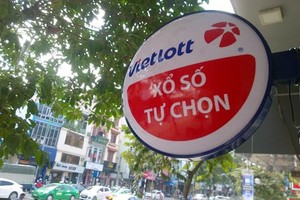 Vietlott
XỔ SỐ
TỰ CHỌN